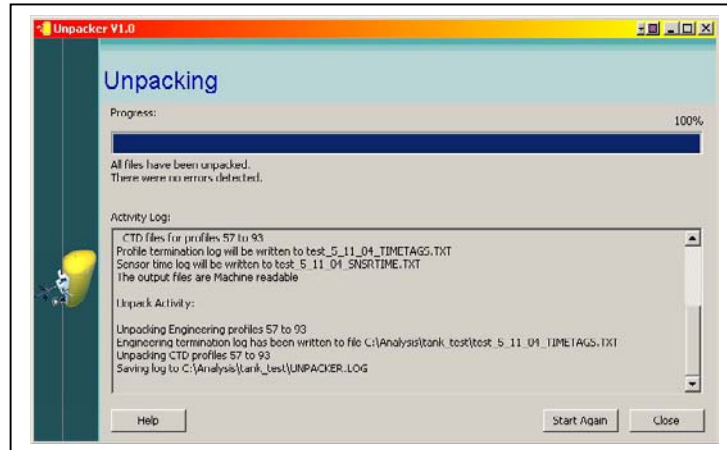 Unpacker V1.0
Unpacking
Progress:
100%
All files have been unpacked.
There were no errors detected.
Activity Log:
CTD files for profiles 57 to 93
Profile termination log will be written to test_5_11_04_TIMETAGS.TXT
Sensor time log will be written to test_5_11_04_SNSRTIME.TXT
The output files are Machine readable
Unpack Activity:
Unpacking Engineering profiles 57 to 93
Engineering termination log has been written to file C:\Analysis\tank_test\test_5_11_04_TIMETAGS.TXT
Unpacking CTD profiles 57 to 93
Saving log to C:\Analysis\tank_test\UNPACKER.LOG
Help
Start Again
Close